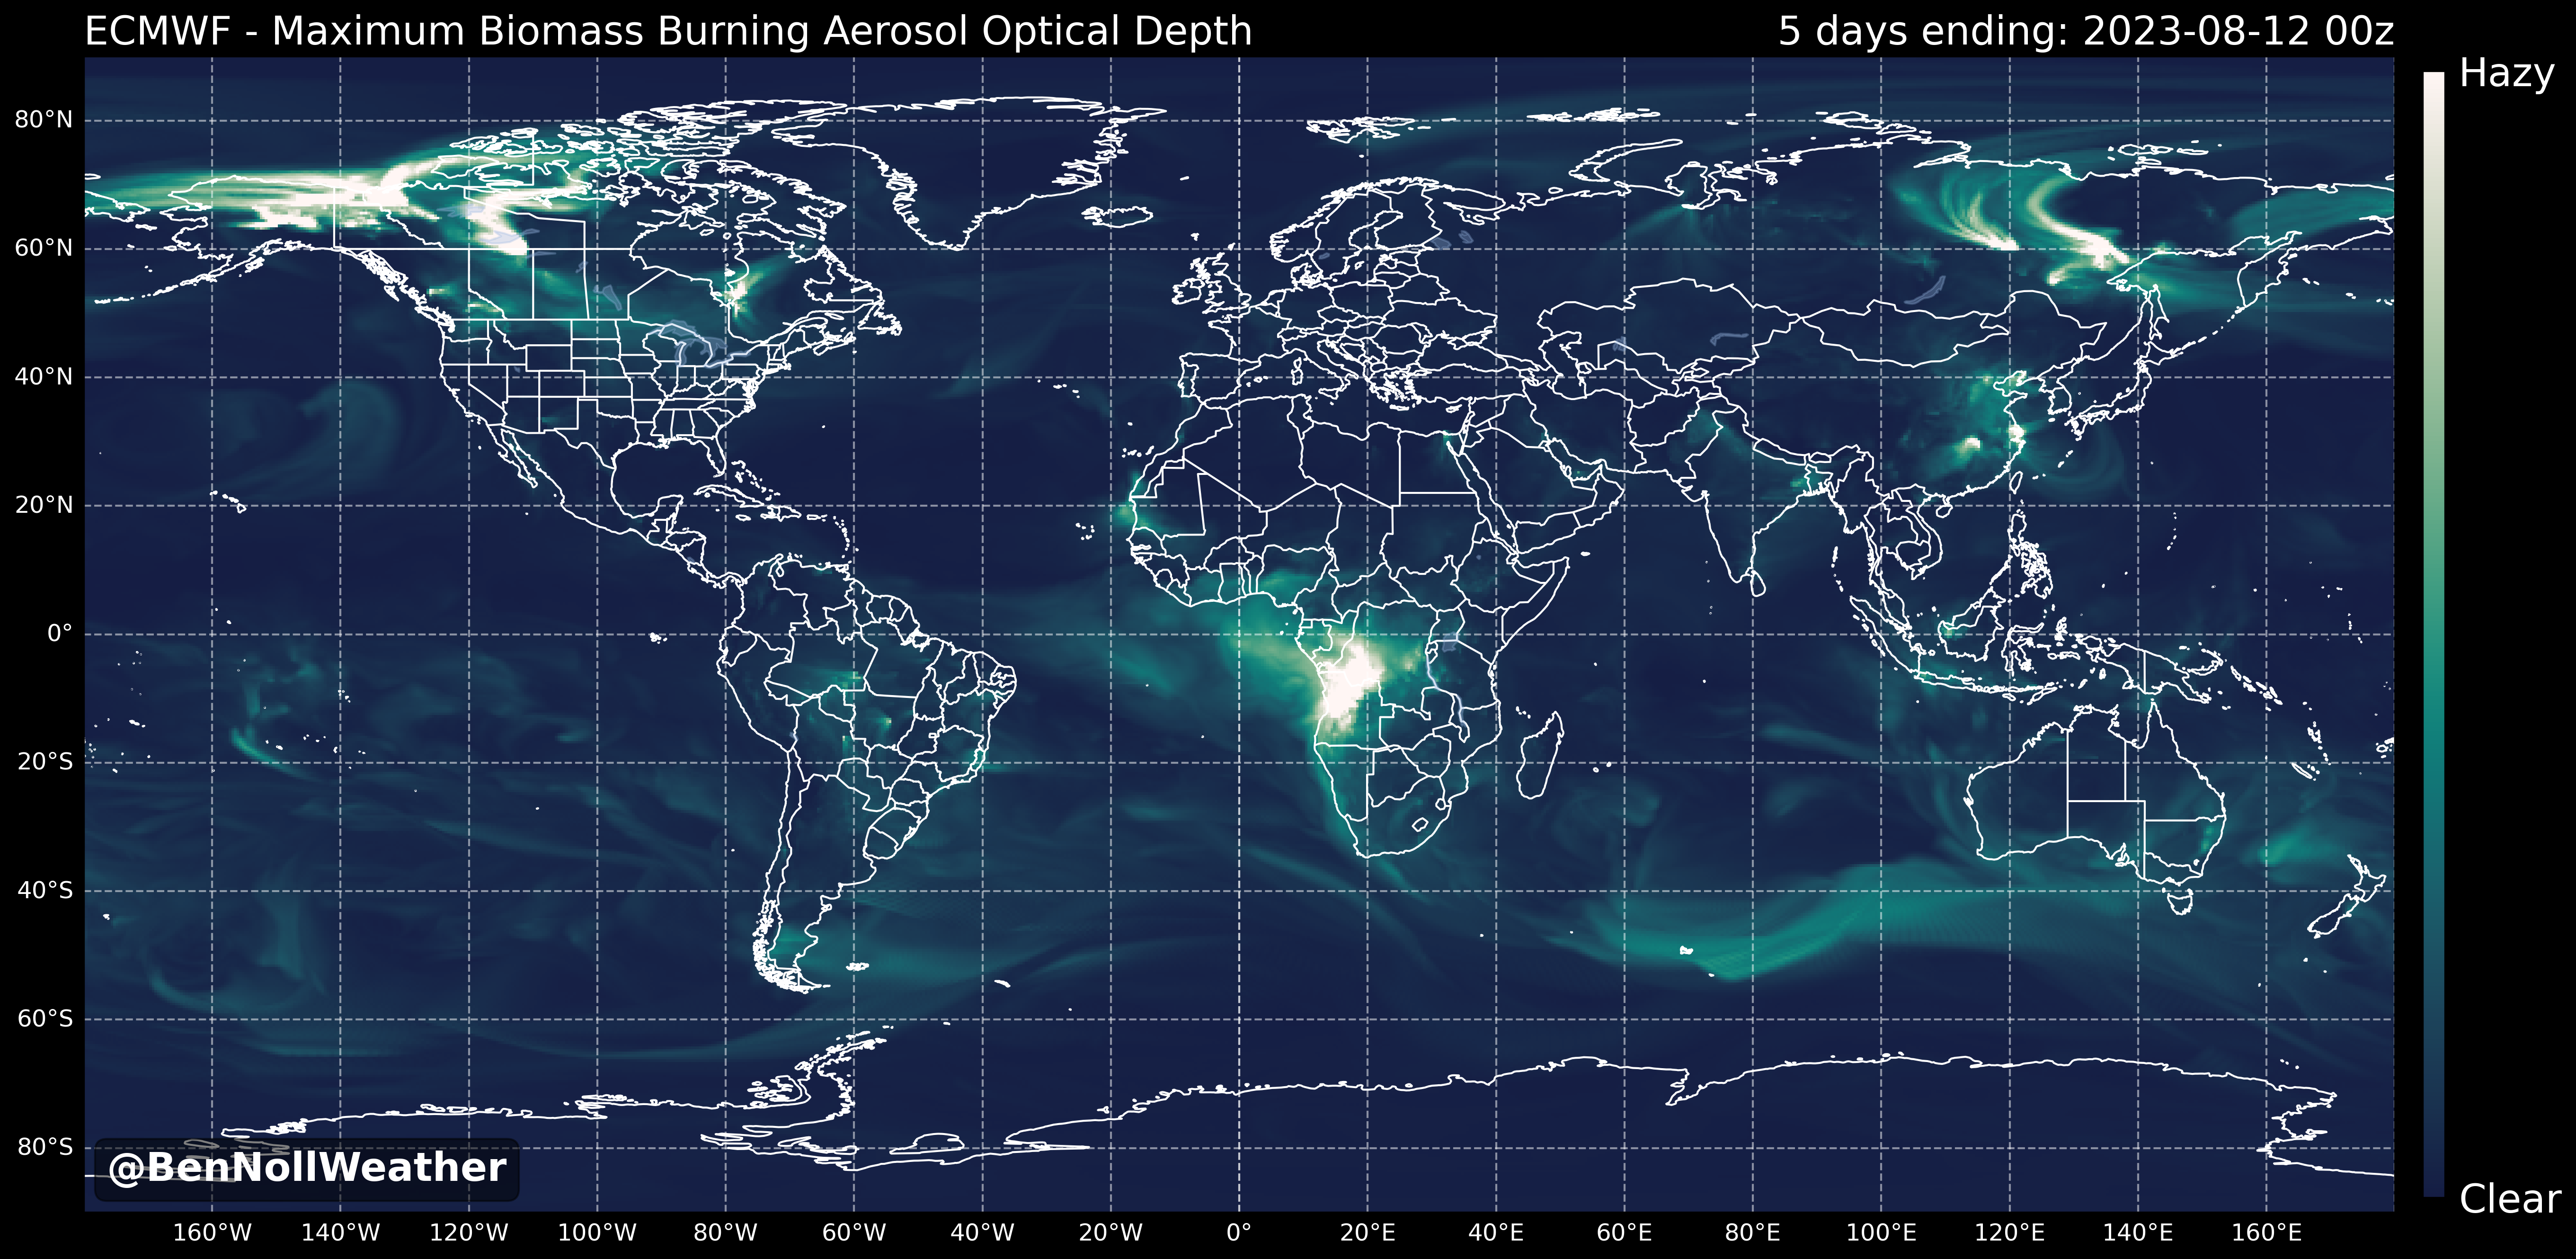 ECMWF - Maximum Biomass Burning Aerosol Optical Depth
5 days ending: 2023-08-12 00z
Hazy
80°N
60°N
40°N
20°N
0°
20°S
40°S
60°S
80°S
@BenNollWeather
Clear
160°W 140°W 120°W 100°W 80°W 60°W 40°W 20°W 0° 20°E 40°E 60°E 80°E 100°E 120°E 140°E 160°E